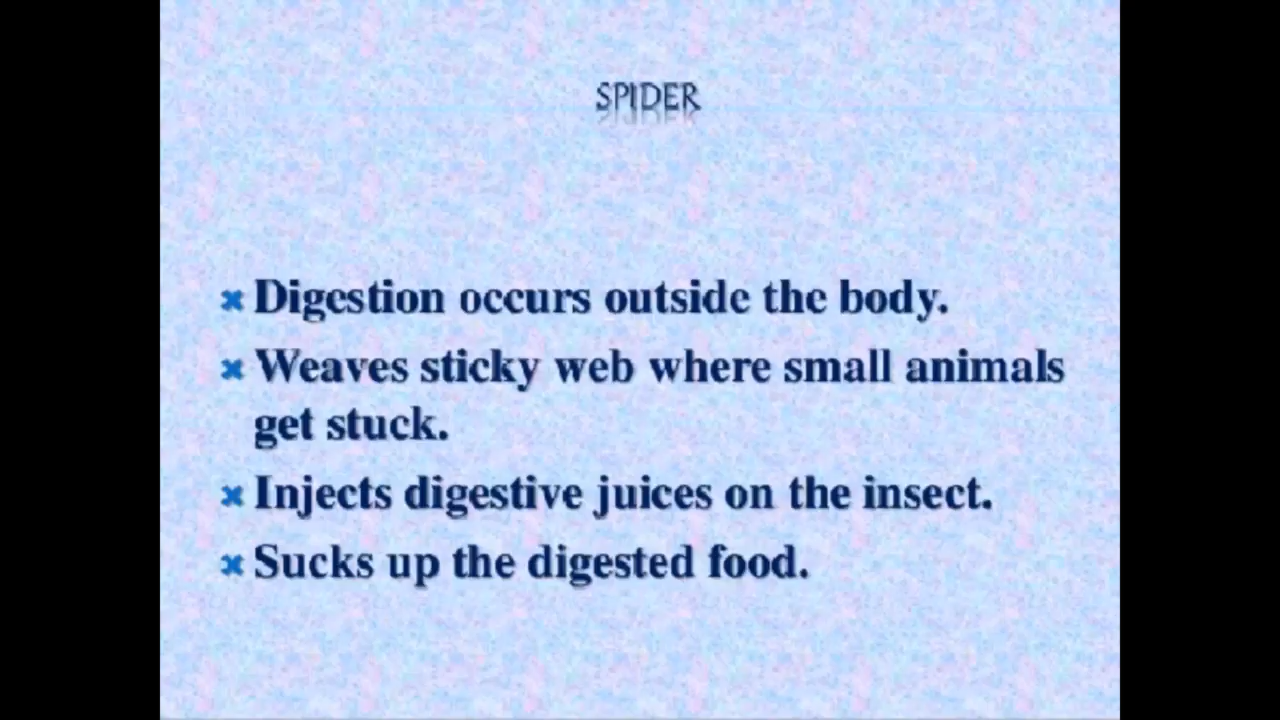 SPIDER
Digestion occurs outside the body.
Weaves sticky web where small animals
get stuck.
Injects digestive juices on the insect.
Sucks up the digested food.